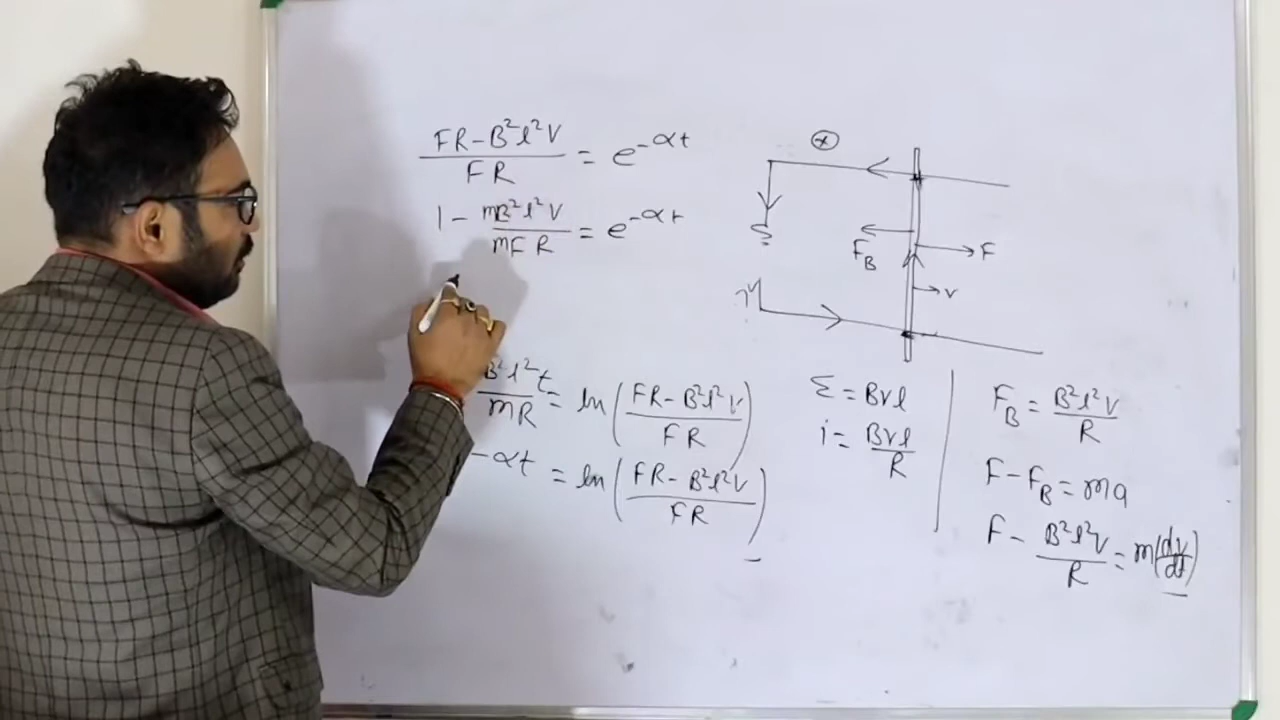 FR - B²l²V / FR = e^-αt
1 - mB²l²V / mFR = e^-αt
B²l²t / mR = ln (FR - B²l²V / FR)
-αt = ln (FR - B²l²V / FR)
F_B
F
v
Ɛ = Bvl
i = Bvl / R
F_B = B²l²V / R
F - F_B = ma
F - B²l²V / R = m(dv/dt)